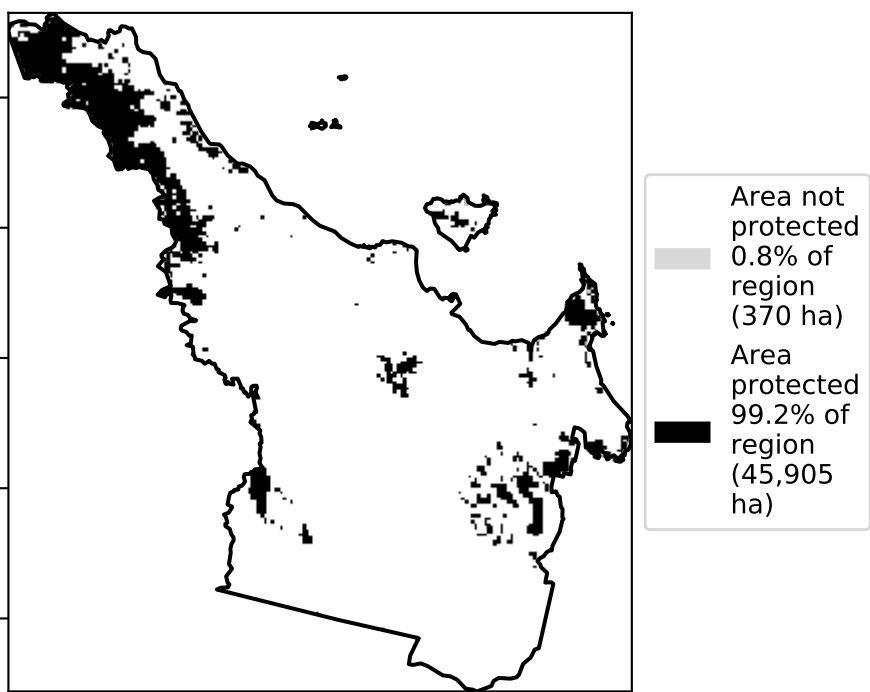 Area not
protected
0.8% of
region
(370 ha)
Area
protected
99.2% of
region
(45,905
ha)